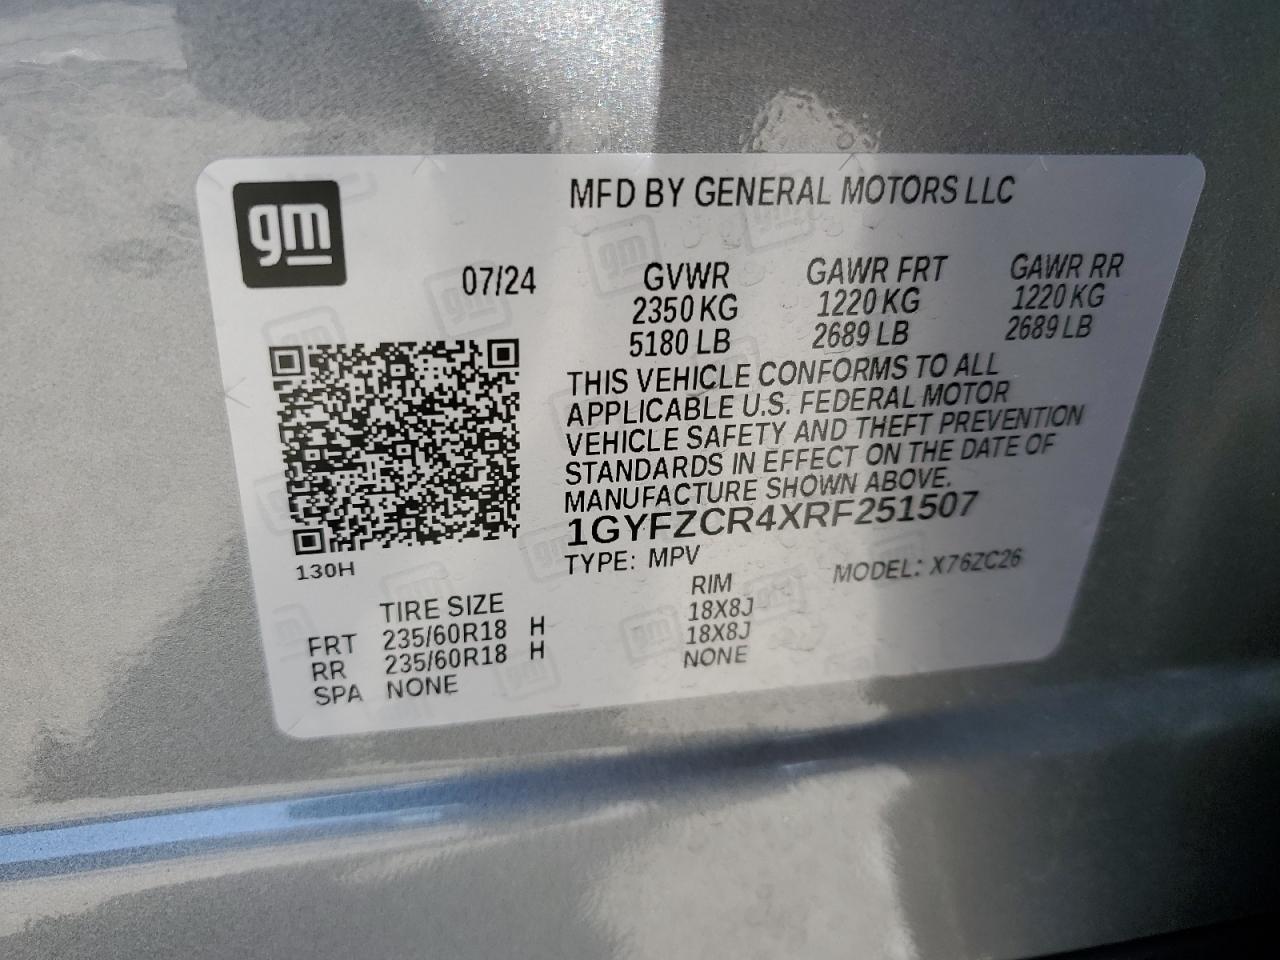 gm
MFD BY GENERAL MOTORS LLC
07/24
GVWR GAWR FRT GAWR RR
2350 KG 1220 KG 1220 KG
5180 LB 2689 LB 2689 LB
THIS VEHICLE CONFORMS TO ALL
APPLICABLE U.S. FEDERAL MOTOR
VEHICLE SAFETY AND THEFT PREVENTION
STANDARDS IN EFFECT ON THE DATE OF
MANUFACTURE SHOWN ABOVE.
1GYFZCR4XRF251507
130H
TYPE: MPV MODEL: X76ZC26
TIRE SIZE RIM
FRT 235/60R18 H 18X8J
RR 235/60R18 H 18X8J
SPA NONE NONE